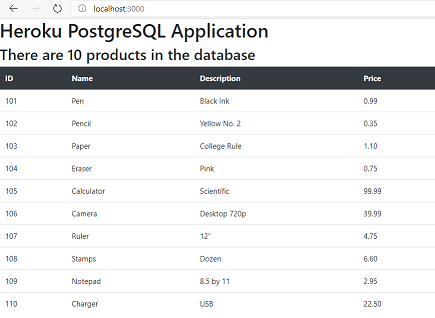 localhost:3000
Heroku PostgreSQL Application
There are 10 products in the database
ID Name Description Price
101 Pen Black Ink 0.99
102 Pencil Yellow No. 2 0.35
103 Paper College Rule 1.10
104 Eraser Pink 0.75
105 Calculator Scientific 99.99
106 Camera Desktop 720p 39.99
107 Ruler 12" 4.75
108 Stamps Dozen 6.60
109 Notepad 8.5 by 11 2.95
110 Charger USB 22.50